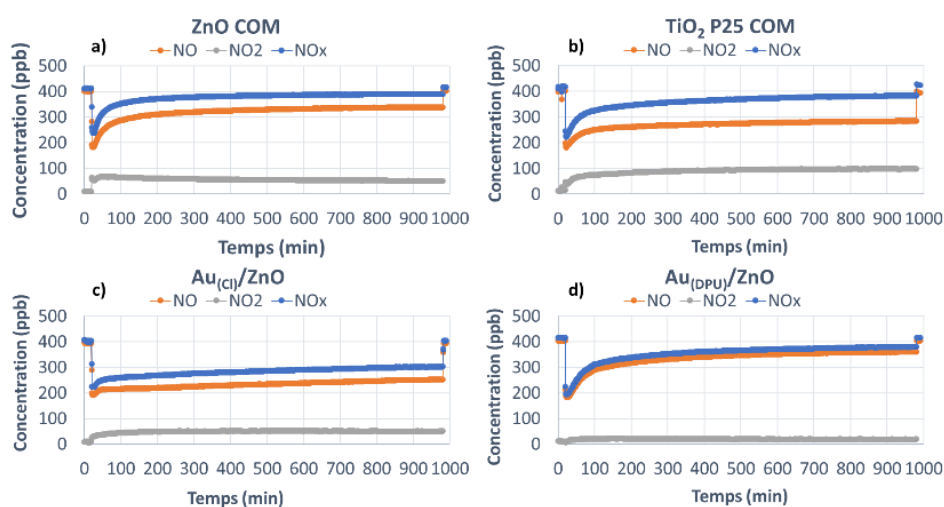 ZnO COM
a)
NO NO2 NOx
Concentration (ppb)
500
400
300
200
100
0
0 100 200 300 400 500 600 700 800 900 1000
Temps (min)
TiO₂ P25 COM
b)
NO NO2 NOx
Concentration (ppb)
500
400
300
200
100
0
0 100 200 300 400 500 600 700 800 900 1000
Temps (min)
Au(Cl)/ZnO
c)
NO NO2 NOx
Concentration (ppb)
500
400
300
200
100
0
0 100 200 300 400 500 600 700 800 900 1000
Temps (min)
Au(DPU)/ZnO
d)
NO NO2 NOx
Concentration (ppb)
500
400
300
200
100
0
0 100 200 300 400 500 600 700 800 900 1000
Temps (min)